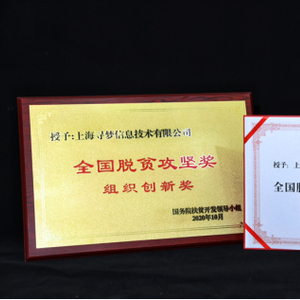 授予:上海寻梦信息技术有限公司
全国脱贫攻坚奖
组织创新奖
国务院扶贫开发领导小组
2020年10月
授予:上
全国脱